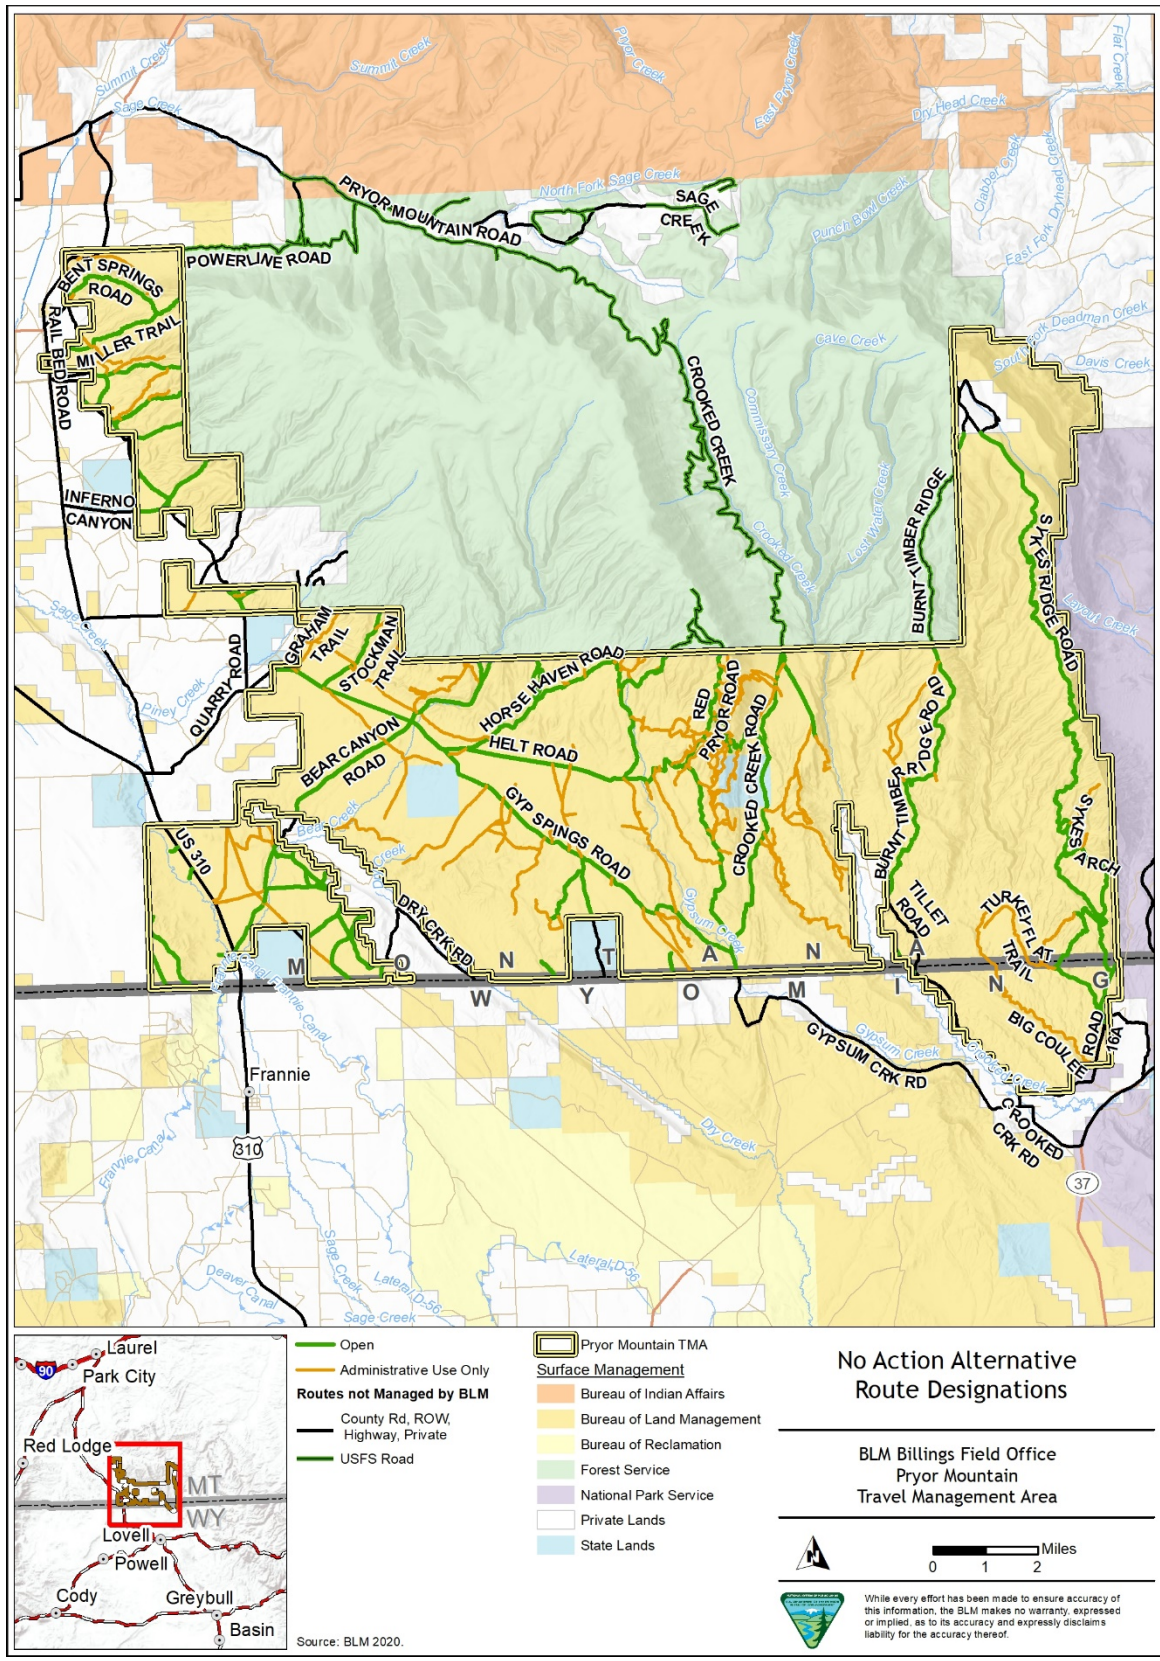 Summit Creek
Summit Creek
Pryor Creek
East Pryor Creek
Flat Creek
Sage Creek
Dry Head Creek
Clabber Creek
East Fork Dryhead Creek
North Fork Sage Creek
Punch Bowl Creek
PRYOR MOUNTAIN ROAD
SAGE
CREEK
POWERLINE ROAD
BENT SPRINGS
ROAD
MILLER TRAIL
RAIL BED ROAD
South Fork Deadman Creek
Davis Creek
Cave Creek
CROOKED CREEK
Commissary Creek
Lost Water Creek
Crooked Creek
BURNT TIMBER RIDGE
SYKES RIDGE ROAD
Layout Creek
INFERNO
CANYON
Sage Creek
Piney Creek
QUARRY ROAD
GRAHAM
TRAIL
STOCKMAN
TRAIL
HORSE HAVEN ROAD
HELT ROAD
RED
PRYOR ROAD
BEAR CANYON
ROAD
GYP SPINGS ROAD
CROOKED CREEK ROAD
BURNT TIMBER RIDGE ROAD
SYKES ARCH
Bear Creek
Dry Creek
US 310
DRY CRK RD
Gypsum Creek
TILLET
ROAD
TURKEY FLAT
TRAIL
MONTANA
WYOMING
Frannie Canal
Frannie Canal
BIG COULEE
ROAD
16A
GYPSUM CRK RD
Gypsum Creek
Crooked Creek
CROOKED
CRK RD
Frannie
310
Dry Creek
37
Frannie Canal
Sage Creek
Lateral D-56
Lateral D-56
Deaver Canal
Sage Creek
Laurel
90
Park City
Red Lodge
MT
WY
Lovell
Powell
Cody
Greybull
Basin
Open
Administrative Use Only
Routes not Managed by BLM
County Rd, ROW,
Highway, Private
USFS Road
Source: BLM 2020.
Pryor Mountain TMA
Surface Management
Bureau of Indian Affairs
Bureau of Land Management
Bureau of Reclamation
Forest Service
National Park Service
Private Lands
State Lands
No Action Alternative
Route Designations
BLM Billings Field Office
Pryor Mountain
Travel Management Area
N
0 1 2 Miles
While every effort has been made to ensure accuracy of
this information, the BLM makes no warranty, expressed
or implied, as to its accuracy and expressly disclaims
liability for the accuracy thereof.